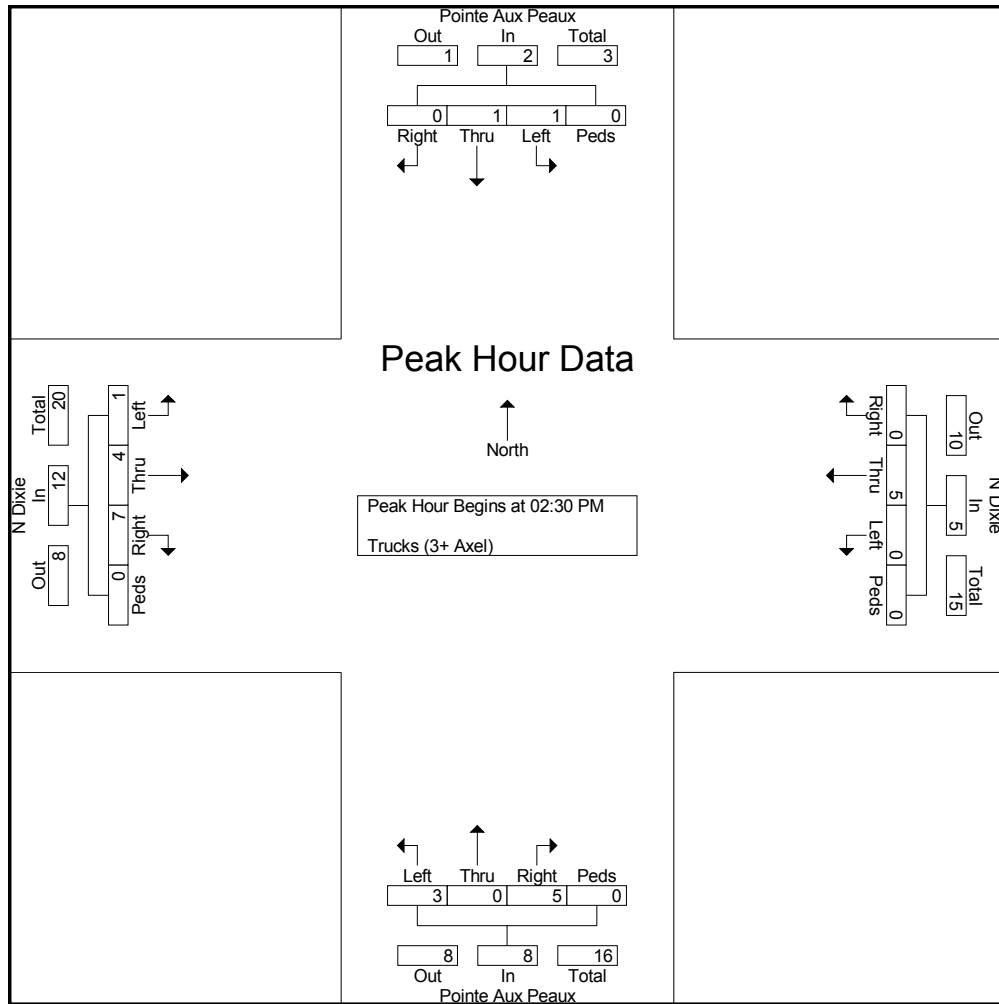 Pointe Aux Peaux
Out In Total
1 2 3
0 1 1 0
Right Thru Left Peds
Peak Hour Data
North
Peak Hour Begins at 02:30 PM
Trucks (3+ Axel)
N Dixie
Out In Total
8 12 20
Left Thru Right Peds
1 4 7 0
N Dixie
Out In Total
10 5 15
Right Thru Left Peds
0 5 0 0
Left Thru Right Peds
3 0 5 0
8 8 16
Out In Total
Pointe Aux Peaux